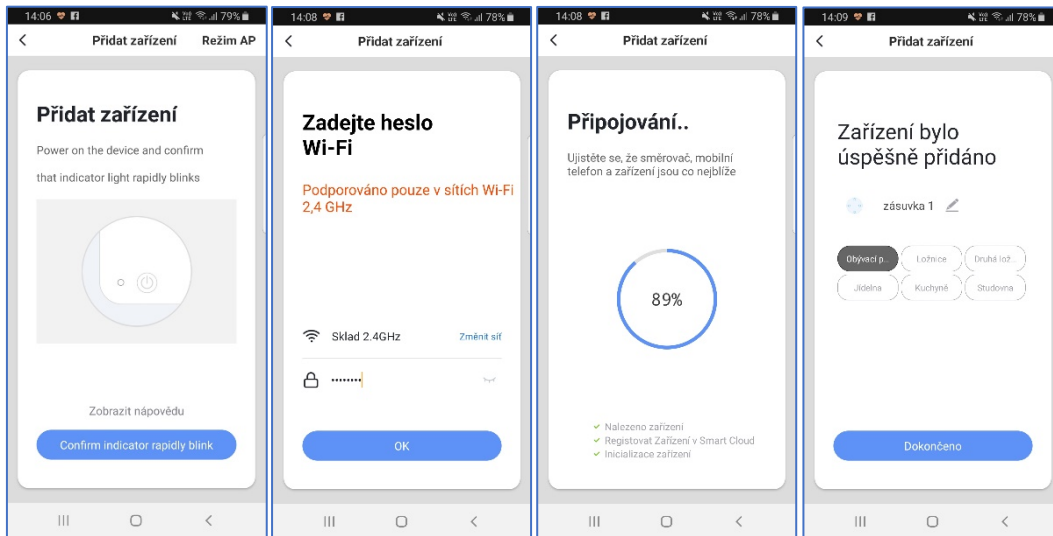 14:06 79%
Přidat zařízení Režim AP
Přidat zařízení
Power on the device and confirm
that indicator light rapidly blinks
Zobrazit nápovědu
Confirm indicator rapidly blink
14:08 78%
Přidat zařízení
Zadejte heslo
Wi-Fi
Podporováno pouze v sítích Wi-Fi
2,4 GHz
Sklad 2.4GHz Změnit síť
••••••••
OK
14:08 78%
Přidat zařízení
Připojování..
Ujistěte se, že směrovač, mobilní
telefon a zařízení jsou co nejblíže
89%
Nalezeno zařízení
Registovat Zařízení v Smart Cloud
Inicializace zařízení
14:09 78%
Přidat zařízení
Zařízení bylo
úspěšně přidáno
zásuvka 1
Obývací p... Ložnice Druhá lož...
Jídelna Kuchyně Studovna
Dokončeno